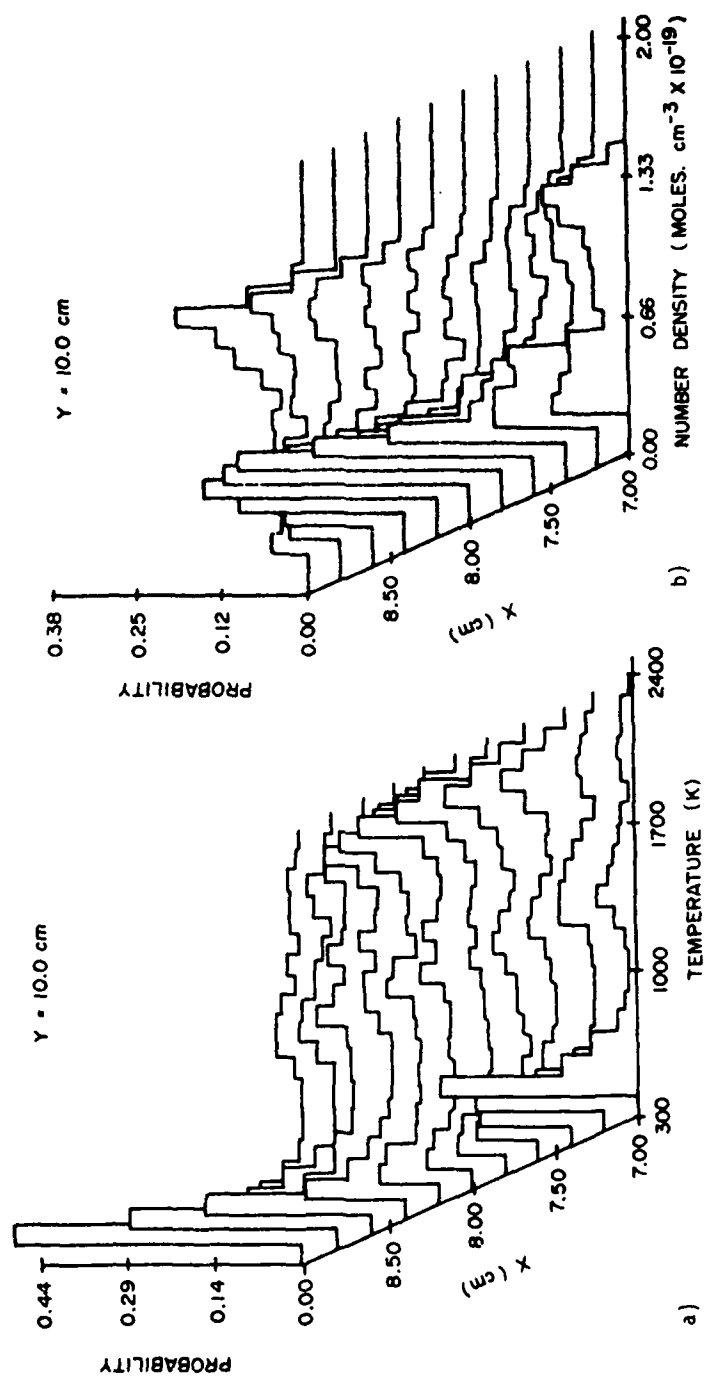 Y = 10.0 cm
PROBABILITY
0.44
0.29
0.14
0.00
8.50
8.00
7.50
7.00
X (cm)
300
1000
1700
2400
TEMPERATURE (K)
a)
Y = 10.0 cm
PROBABILITY
0.38
0.25
0.12
0.00
8.50
8.00
7.50
7.00
X (cm)
0.00
0.66
1.33
2.00
NUMBER DENSITY (MOLES. cm⁻³ X 10⁻¹⁹)
b)